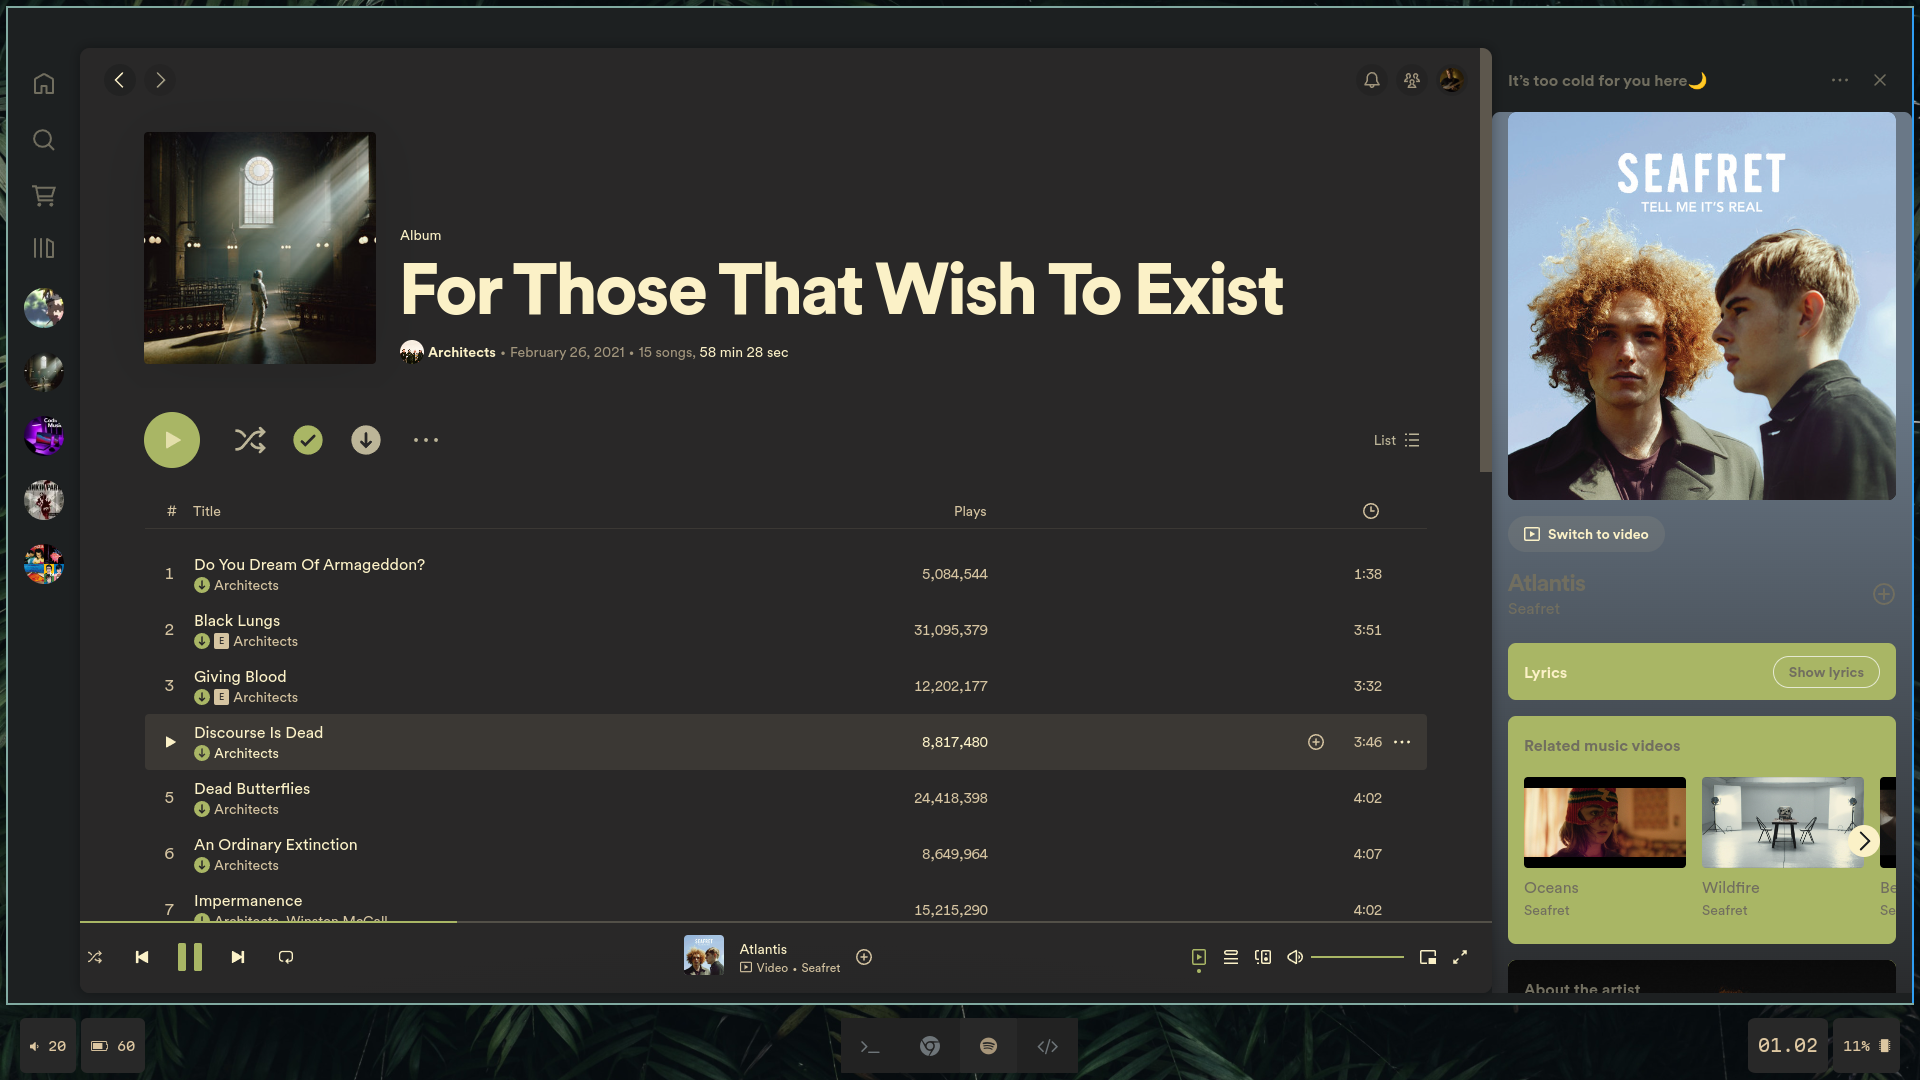 It's too cold for you here🌙
SEAFRET
TELL ME IT'S REAL
Album
For Those That Wish To Exist
Architects • February 26, 2021 • 15 songs, 58 min 28 sec
List
# Title Plays
1 Do You Dream Of Armageddon? 5,084,544 1:38
Architects
2 Black Lungs 31,095,379 3:51
E Architects
3 Giving Blood 12,202,177 3:32
E Architects
Discourse Is Dead 8,817,480 3:46
Architects
5 Dead Butterflies 24,418,398 4:02
Architects
6 An Ordinary Extinction 8,649,964 4:07
Architects
7 Impermanence 15,215,290 4:02
Architects, Winston McCall
Switch to video
Atlantis
Seafret
Lyrics
Show lyrics
Related music videos
Oceans
Seafret
Wildfire
Seafret
Be
Se
About the artist
Atlantis
Video • Seafret
20
60
01.02
11%